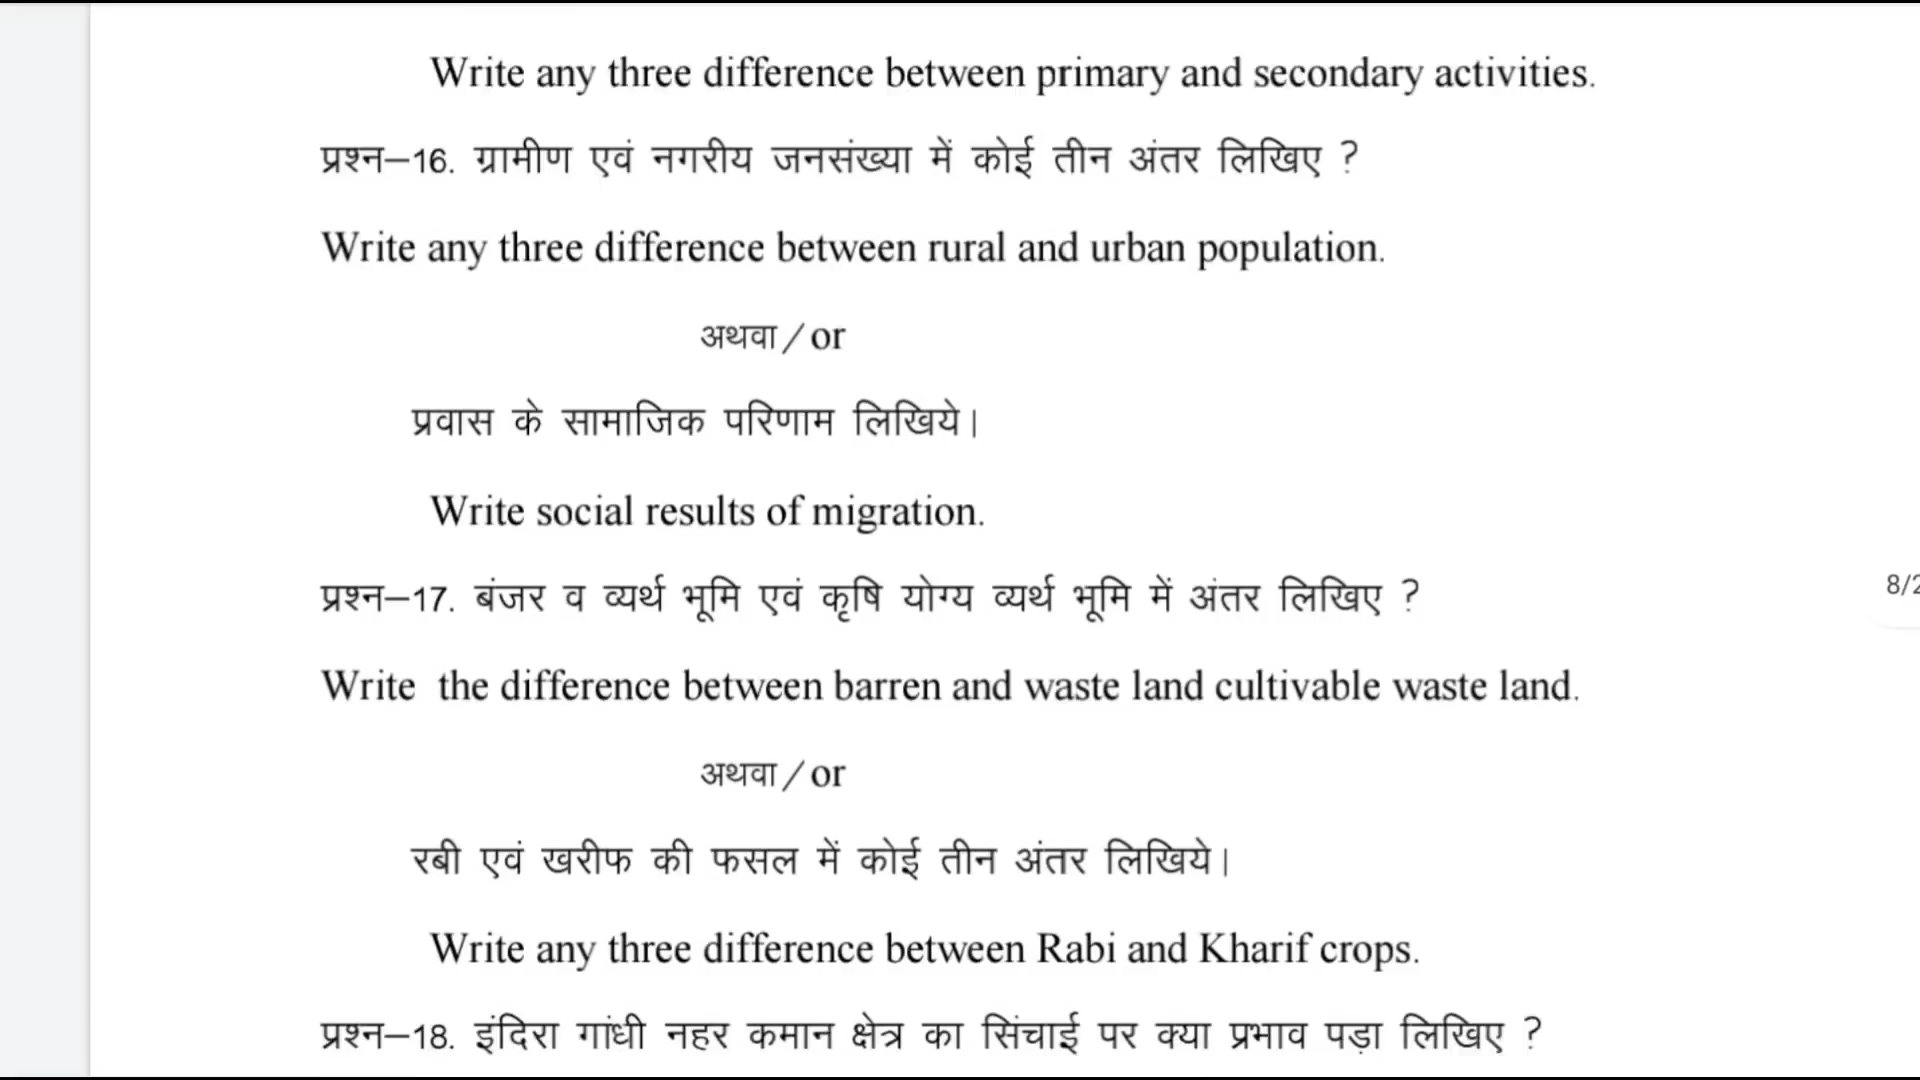 Write any three difference between primary and secondary activities.
प्रश्न–16. ग्रामीण एवं नगरीय जनसंख्या में कोई तीन अंतर लिखिए ?
Write any three difference between rural and urban population.
अथवा/or
प्रवास के सामाजिक परिणाम लिखिये।
Write social results of migration.
प्रश्न–17. बंजर व व्यर्थ भूमि एवं कृषि योग्य व्यर्थ भूमि में अंतर लिखिए ?
8/2
Write the difference between barren and waste land cultivable waste land.
अथवा/or
रबी एवं खरीफ की फसल में कोई तीन अंतर लिखिये।
Write any three difference between Rabi and Kharif crops.
प्रश्न–18. इंदिरा गांधी नहर कमान क्षेत्र का सिंचाई पर क्या प्रभाव पड़ा लिखिए ?